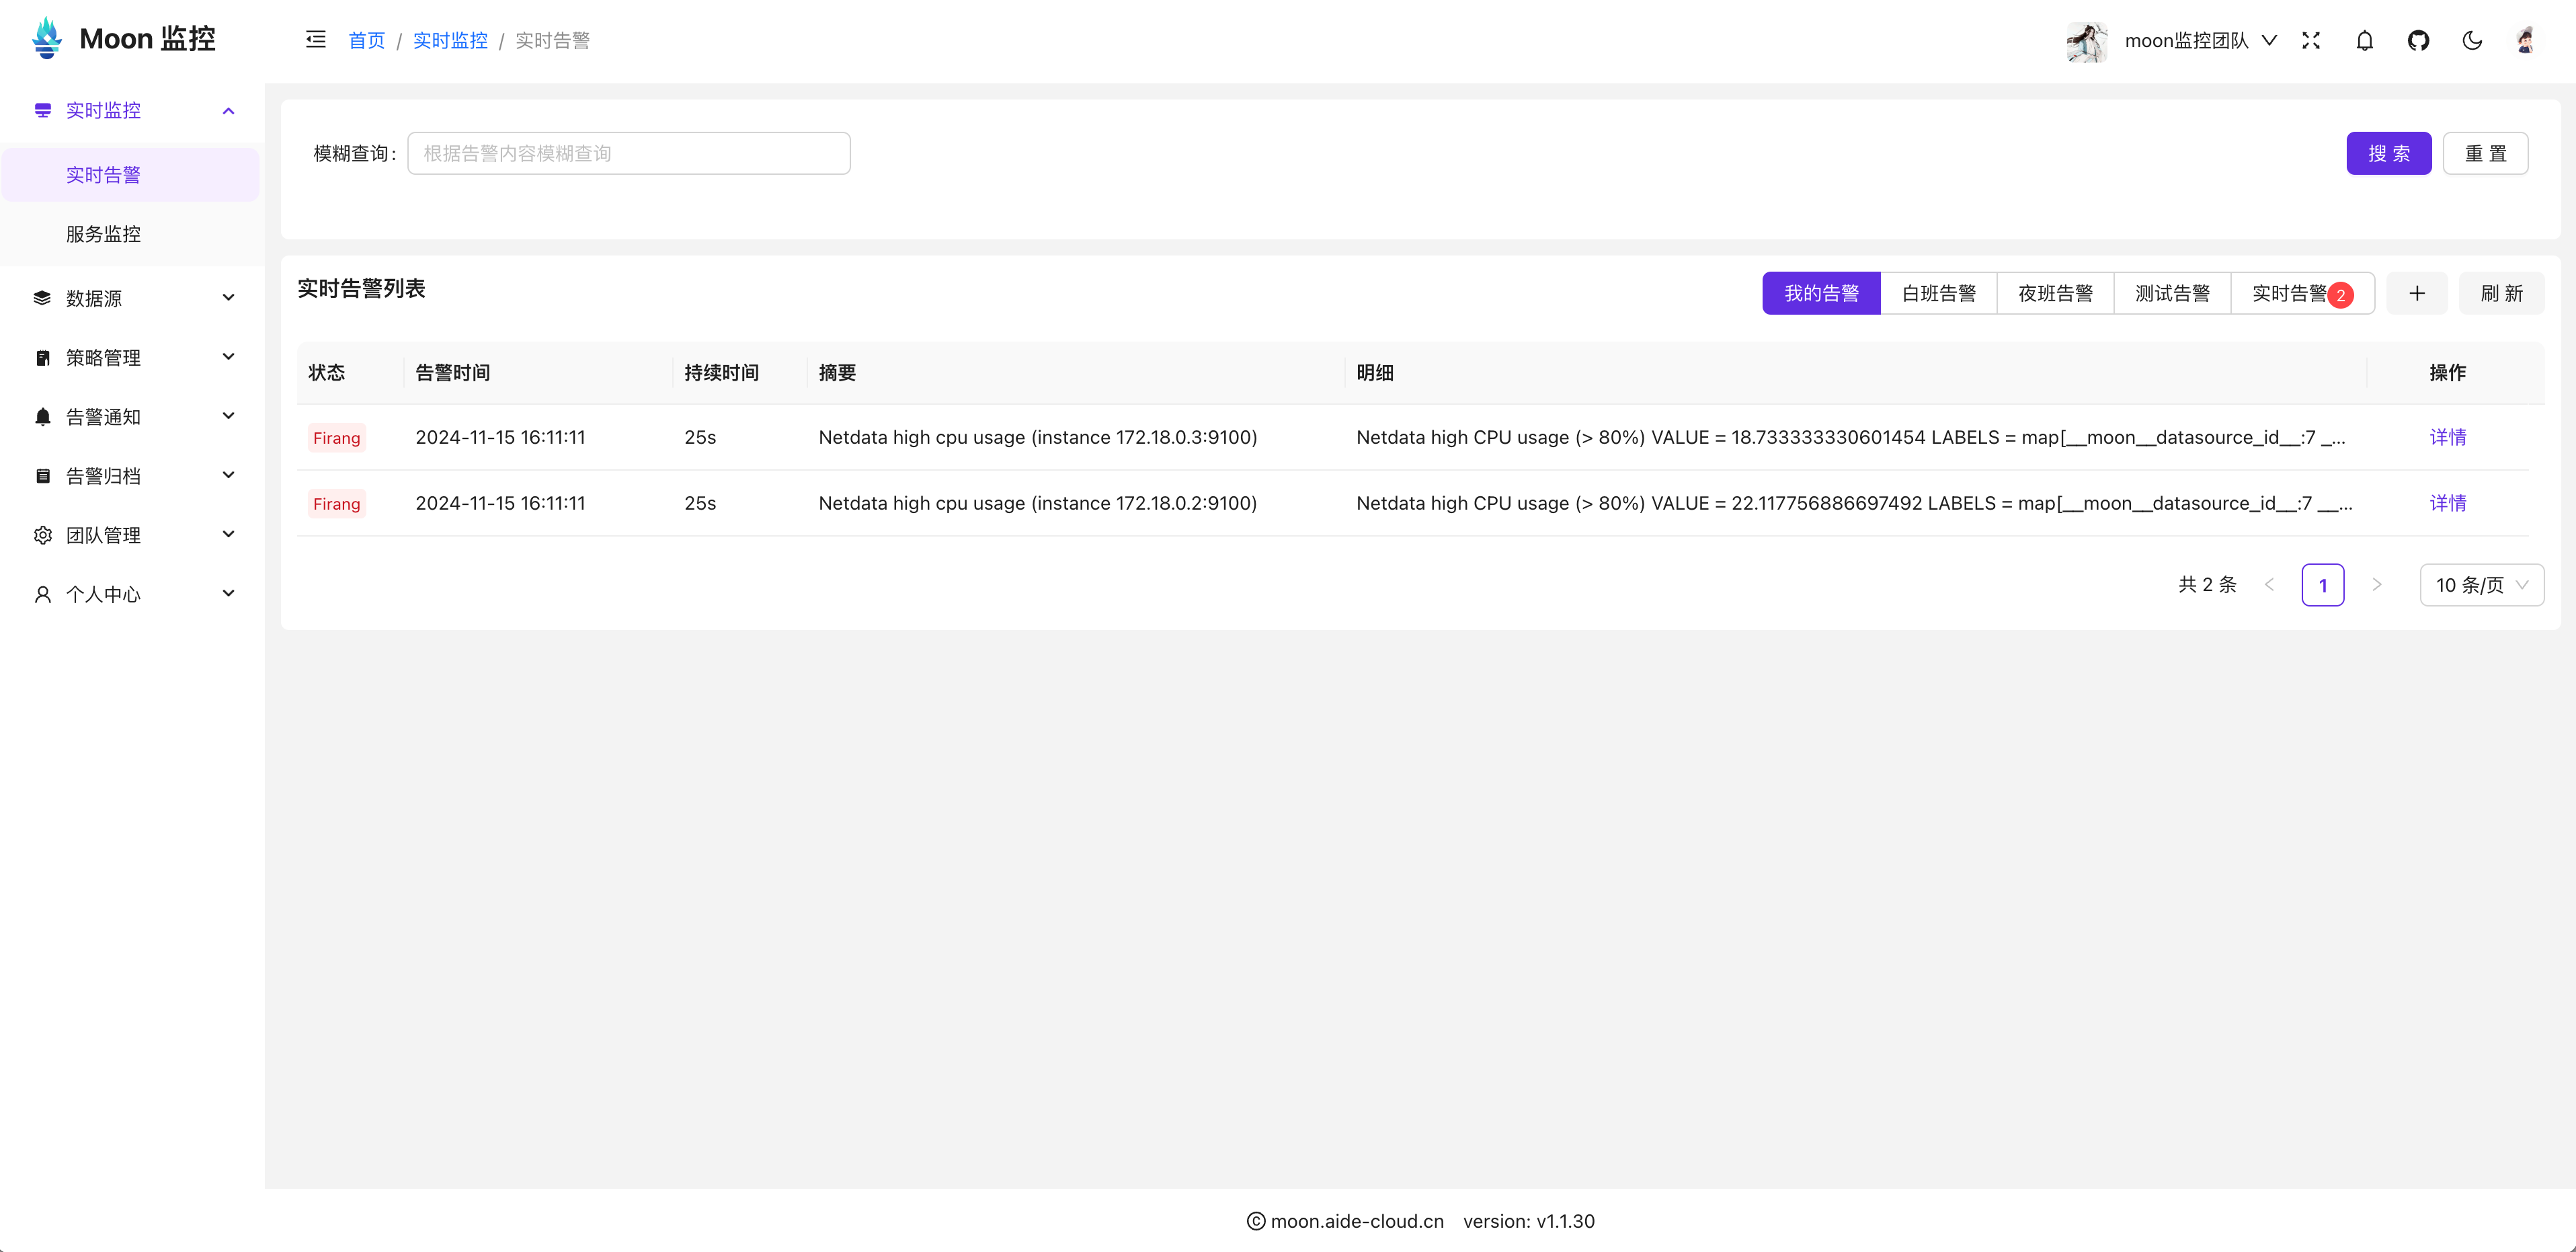 Moon 监控
首页 / 实时监控 / 实时告警
moon监控团队
实时监控
实时告警
服务监控
数据源
策略管理
告警通知
告警归档
团队管理
个人中心
模糊查询: 根据告警内容模糊查询
搜 索 重 置
实时告警列表
我的告警 白班告警 夜班告警 测试告警 实时告警 2 + 刷 新
状态 告警时间 持续时间 摘要 明细 操作
Firang 2024-11-15 16:11:11 25s Netdata high cpu usage (instance 172.18.0.3:9100) Netdata high CPU usage (> 80%) VALUE = 18.733333330601454 LABELS = map[__moon__datasource_id__:7 _... 详情
Firang 2024-11-15 16:11:11 25s Netdata high cpu usage (instance 172.18.0.2:9100) Netdata high CPU usage (> 80%) VALUE = 22.117756886697492 LABELS = map[__moon__datasource_id__:7 __... 详情
共 2 条 < 1 > 10 条/页
© moon.aide-cloud.cn version: v1.1.30